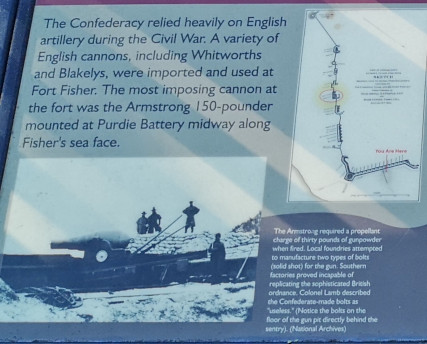 The Confederacy relied heavily on English
artillery during the Civil War. A variety of
English cannons, including Whitworths
and Blakelys, were imported and used at
Fort Fisher. The most imposing cannon at
the fort was the Armstrong 150-pounder
mounted at Purdie Battery midway along
Fisher's sea face.
You Are Here
The Armstrong required a propellant
charge of thirty pounds of gunpowder
when fired. Local foundries attempted
to manufacture two types of bolts
(solid shot) for the gun. Southern
factories proved incapable of
replicating the sophisticated British
ordnance. Colonel Lamb described
the Confederate-made bolts as
"useless." (Notice the bolts on the
floor of the gun pit directly behind the
sentry). (National Archives)